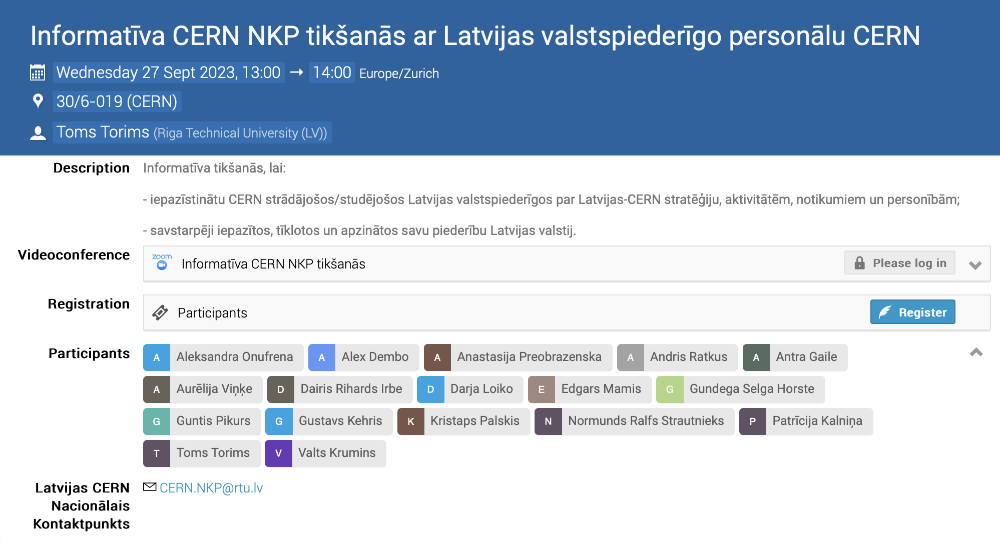 Informatīva CERN NKP tikšanās ar Latvijas valstspiederīgo personālu CERN
Wednesday 27 Sept 2023, 13:00 → 14:00 Europe/Zurich
30/6-019 (CERN)
Toms Torims (Riga Technical University (LV))
Description Informatīva tikšanās, lai:
- iepazīstinātu CERN strādājošos/studējošos Latvijas valstspiederīgos par Latvijas-CERN stratēģiju, aktivitātēm, notikumiem un personībām;
- savstarpēji iepazītos, tīklotos un apzinātos savu piederību Latvijas valstij.
Videoconference zoom Informatīva CERN NKP tikšanās Please log in
Registration Participants Register
Participants A Aleksandra Onufrena A Alex Dembo A Anastasija Preobrazenska A Andris Ratkus A Antra Gaile
A Aurēlija Viņķe D Dairis Rihards Irbe D Darja Loiko E Edgars Mamis G Gundega Selga Horste
G Guntis Pikurs G Gustavs Kehris K Kristaps Palskis N Normunds Ralfs Strautnieks P Patrīcija Kalniņa
T Toms Torims V Valts Krumins
Latvijas CERN CERN.NKP@rtu.lv
Nacionālais
Kontaktpunkts